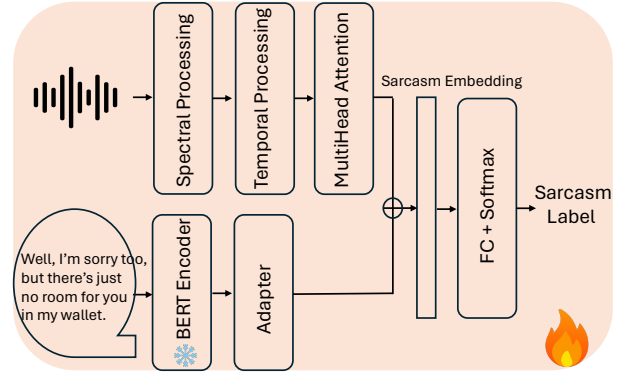 Spectral Processing
Temporal Processing
MultiHead Attention
Sarcasm Embedding
FC + Softmax
Sarcasm
Label
Well, I'm sorry too,
but there's just
no room for you
in my wallet.
BERT Encoder
Adapter